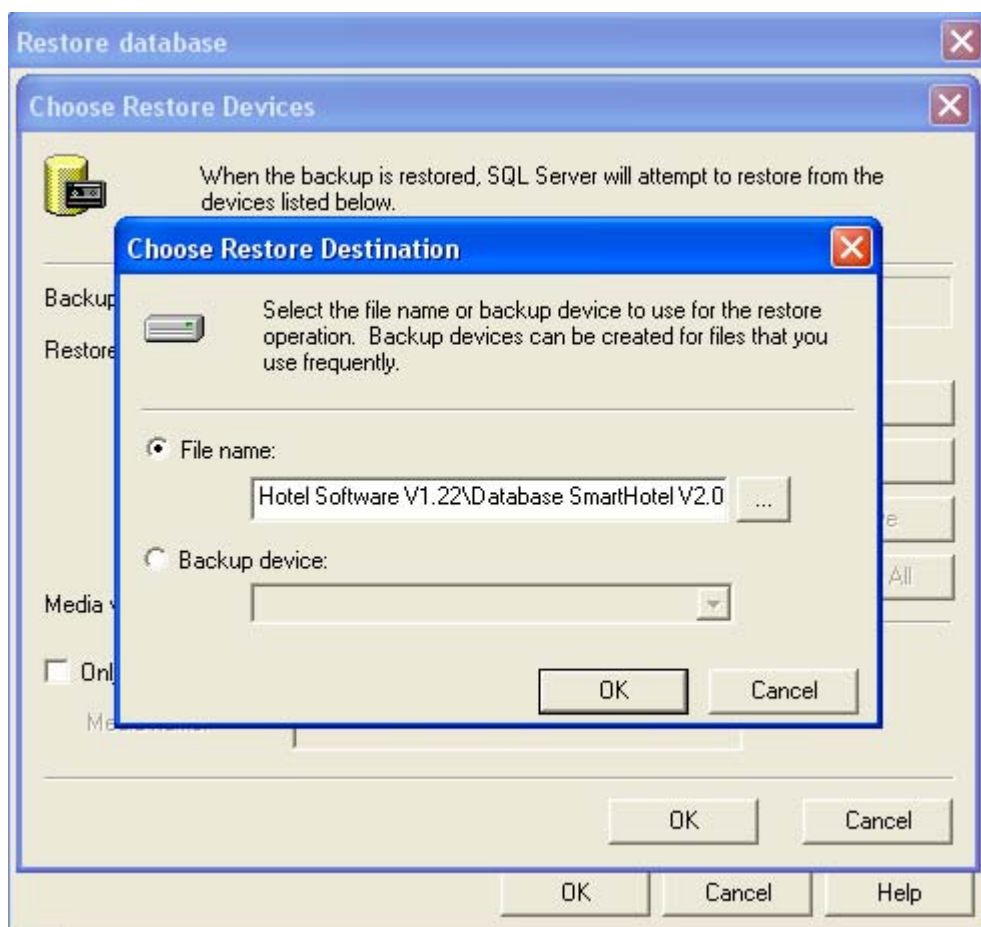 Restore database
Choose Restore Devices
When the backup is restored, SQL Server will attempt to restore from the
devices listed below.
Choose Restore Destination
Select the file name or backup device to use for the restore
operation. Backup devices can be created for files that you
use frequently.
Backup
Restore
File name:
Hotel Software V1.22\Database SmartHotel V2.0
...
Backup device:
All
Media
OK
Cancel
OK
Cancel
OK
Cancel
Help